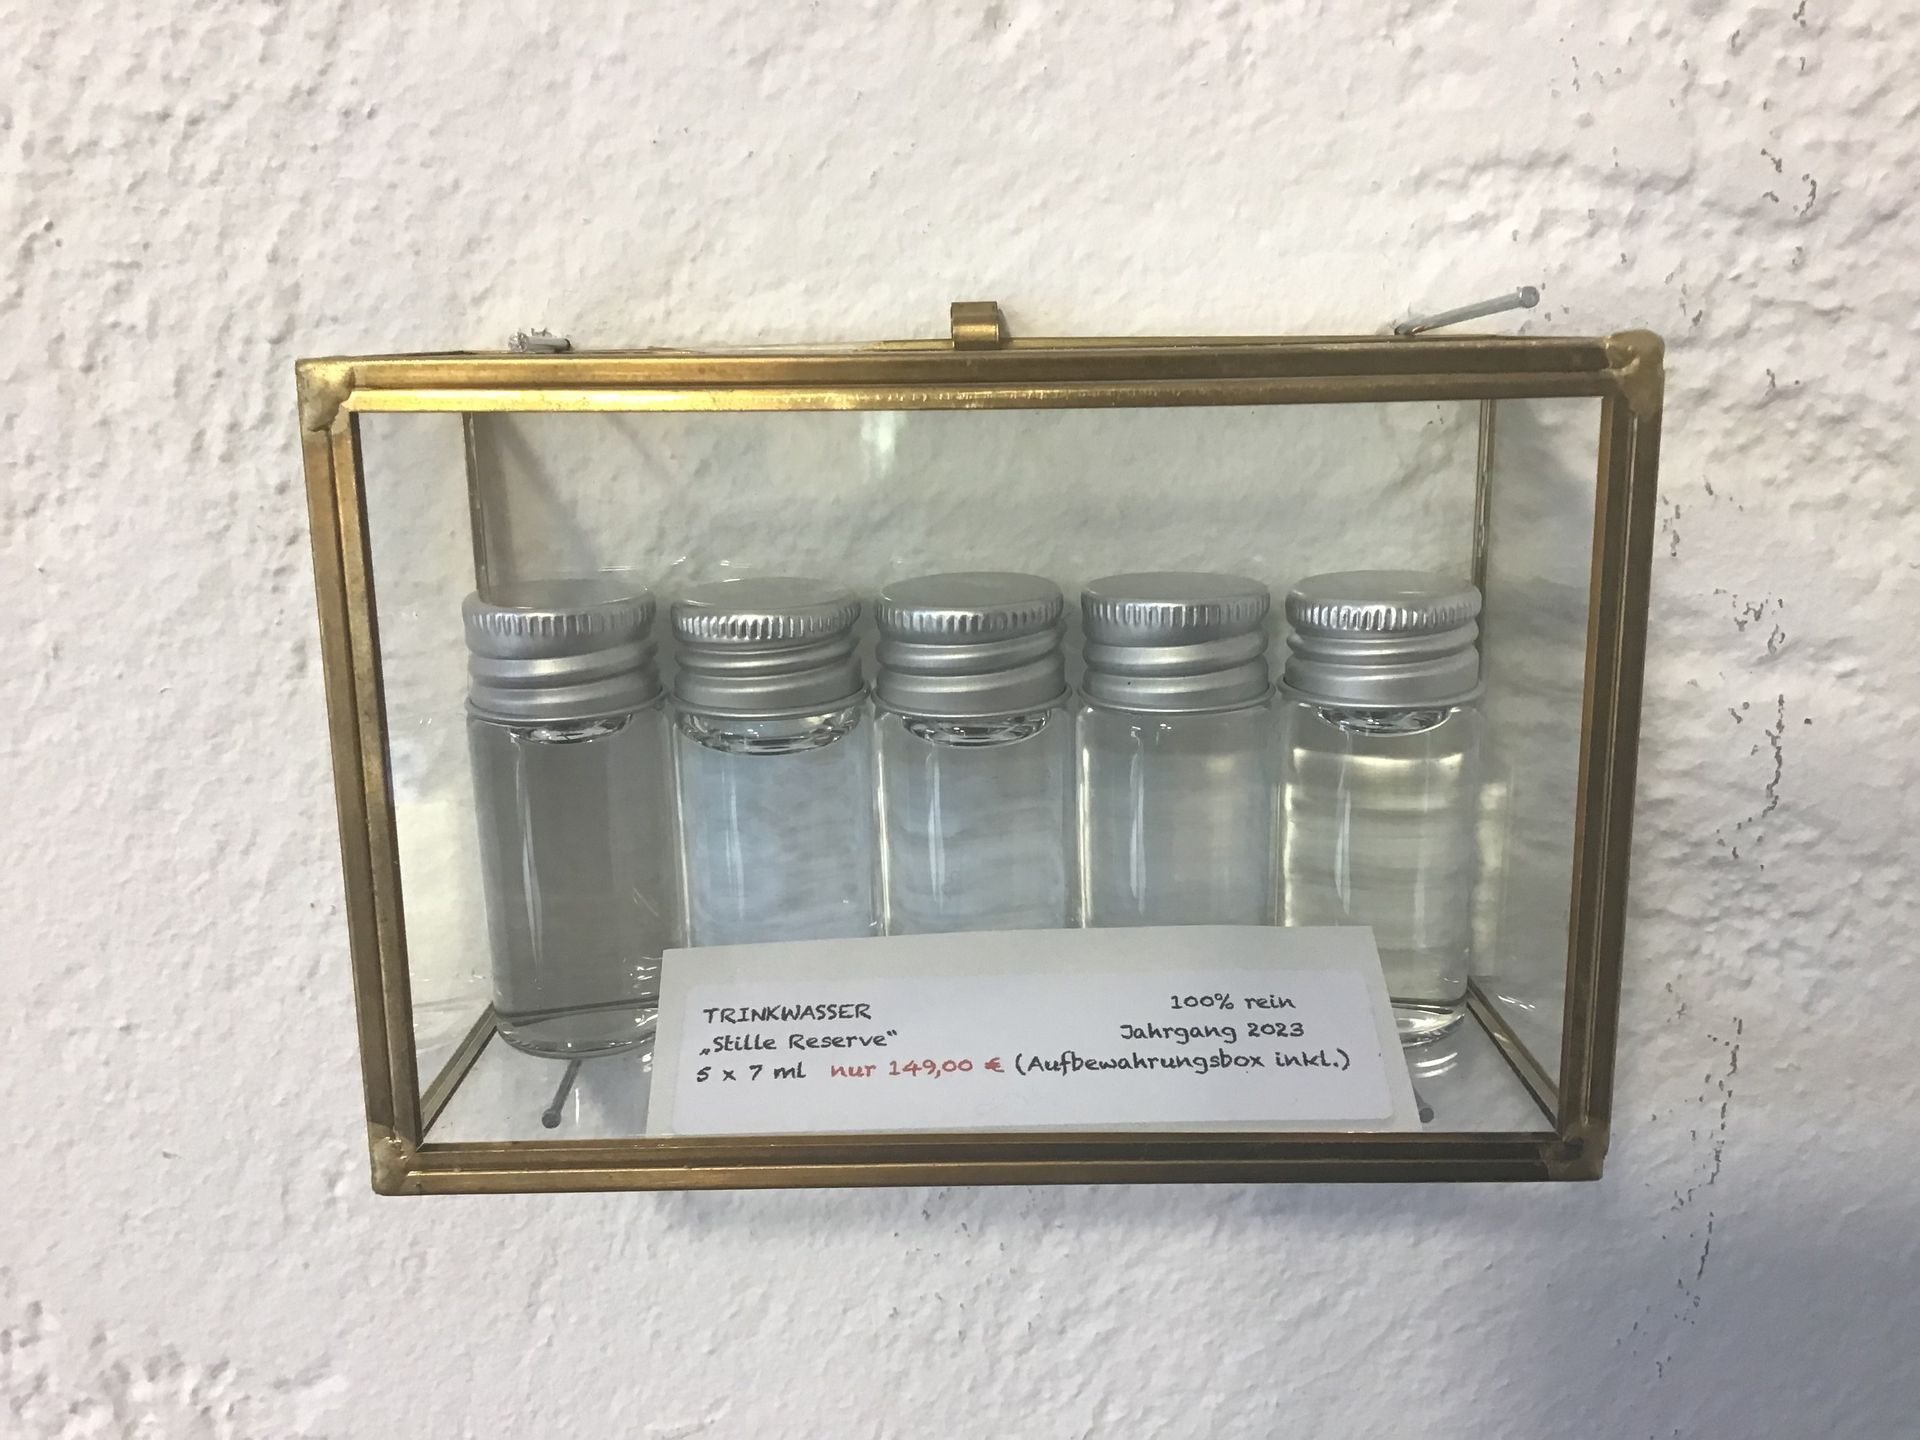 TRINKWASSER 100% rein
„Stille Reserve“ Jahrgang 2023
5 x 7 ml nur 149,00 € (Aufbewahrungsbox inkl.)